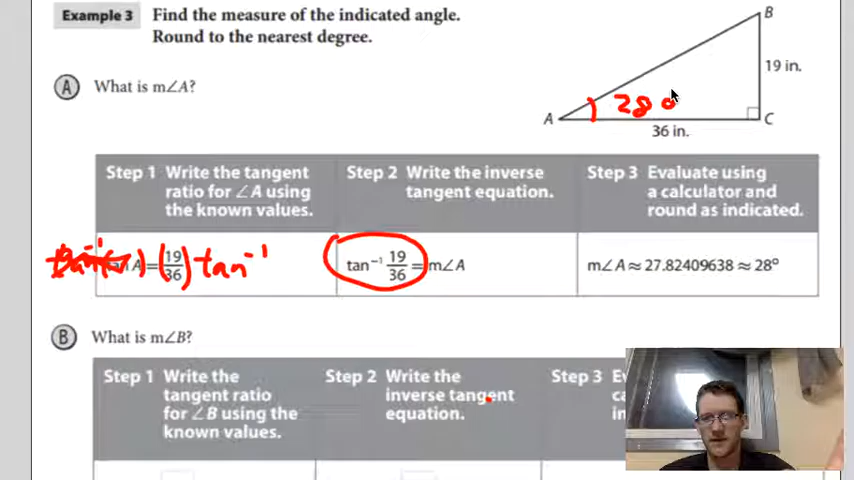 Example 3 Find the measure of the indicated angle.
Round to the nearest degree.
A What is m∠A?
B
19 in.
A 28° C
36 in.
Step 1 Write the tangent ratio for ∠A using the known values.
Step 2 Write the inverse tangent equation.
Step 3 Evaluate using a calculator and round as indicated.
A = (19/36) tan⁻¹
tan⁻¹ 19/36 = m∠A
m∠A ≈ 27.82409638 ≈ 28°
B What is m∠B?
Step 1 Write the tangent ratio for ∠B using the known values.
Step 2 Write the inverse tangent equation.
Step 3